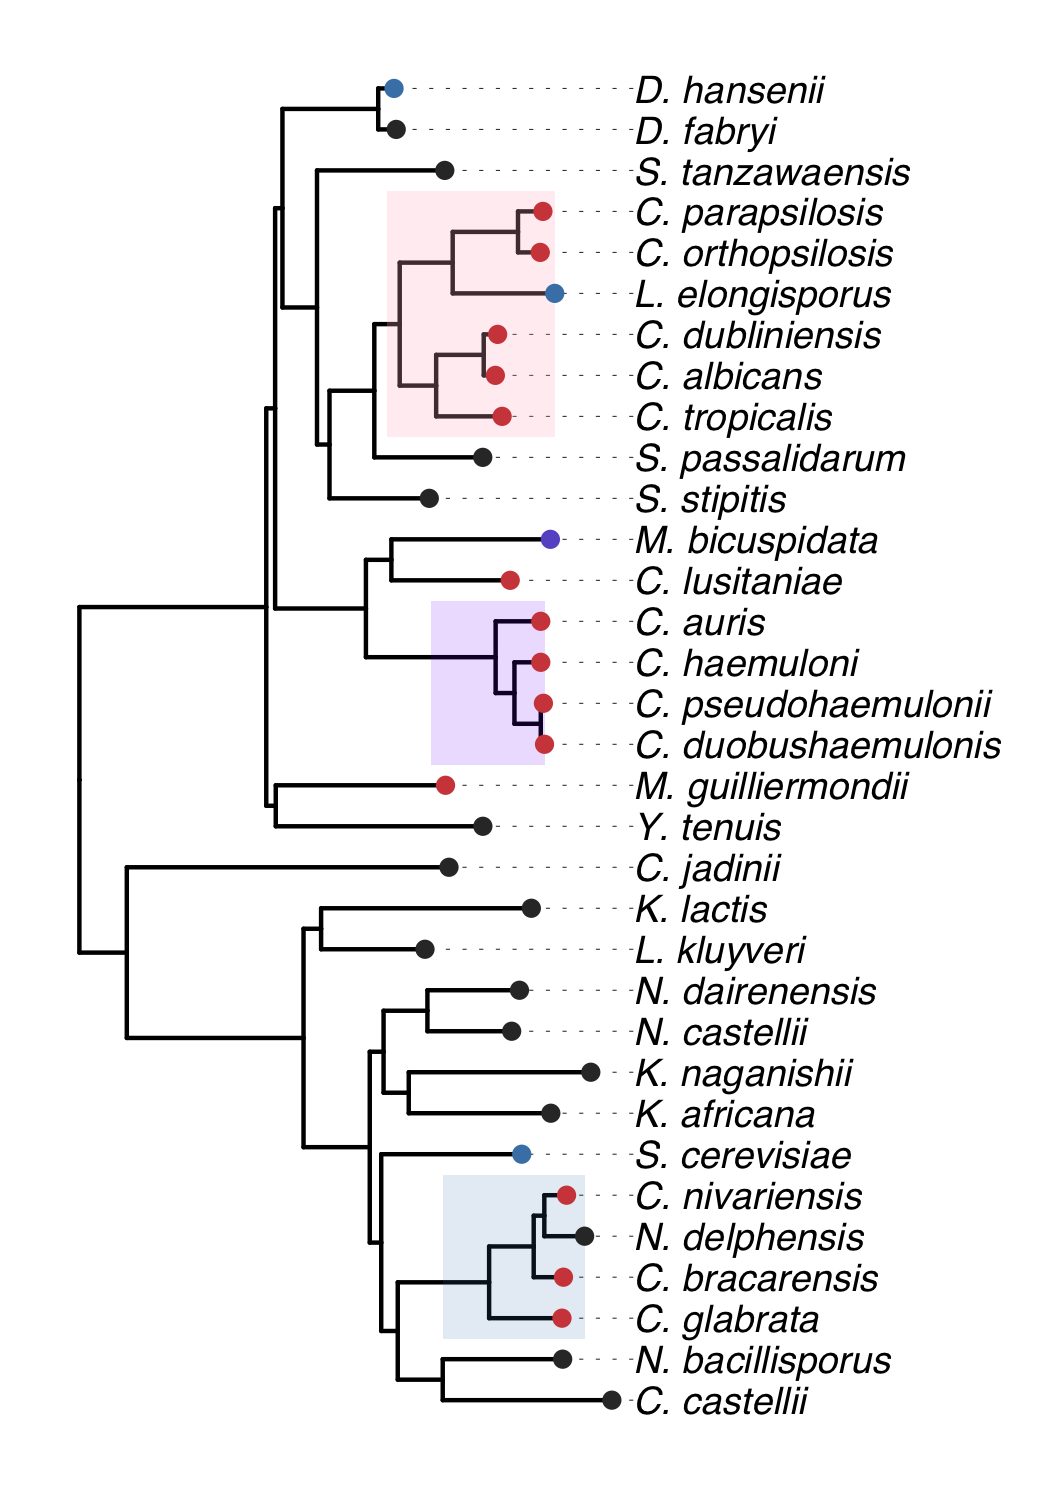 D. hansenii
D. fabryi
S. tanzawaensis
C. parapsilosis
C. orthopsilosis
L. elongisporus
C. dubliniensis
C. albicans
C. tropicalis
S. passalidarum
S. stipitis
M. bicuspidata
C. lusitaniae
C. auris
C. haemuloni
C. pseudohaemulonii
C. duobushaemulonis
M. guilliermondii
Y. tenuis
C. jadinii
K. lactis
L. kluyveri
N. dairenensis
N. castellii
K. naganishii
K. africana
S. cerevisiae
C. nivariensis
N. delphensis
C. bracarensis
C. glabrata
N. bacillisporus
C. castellii